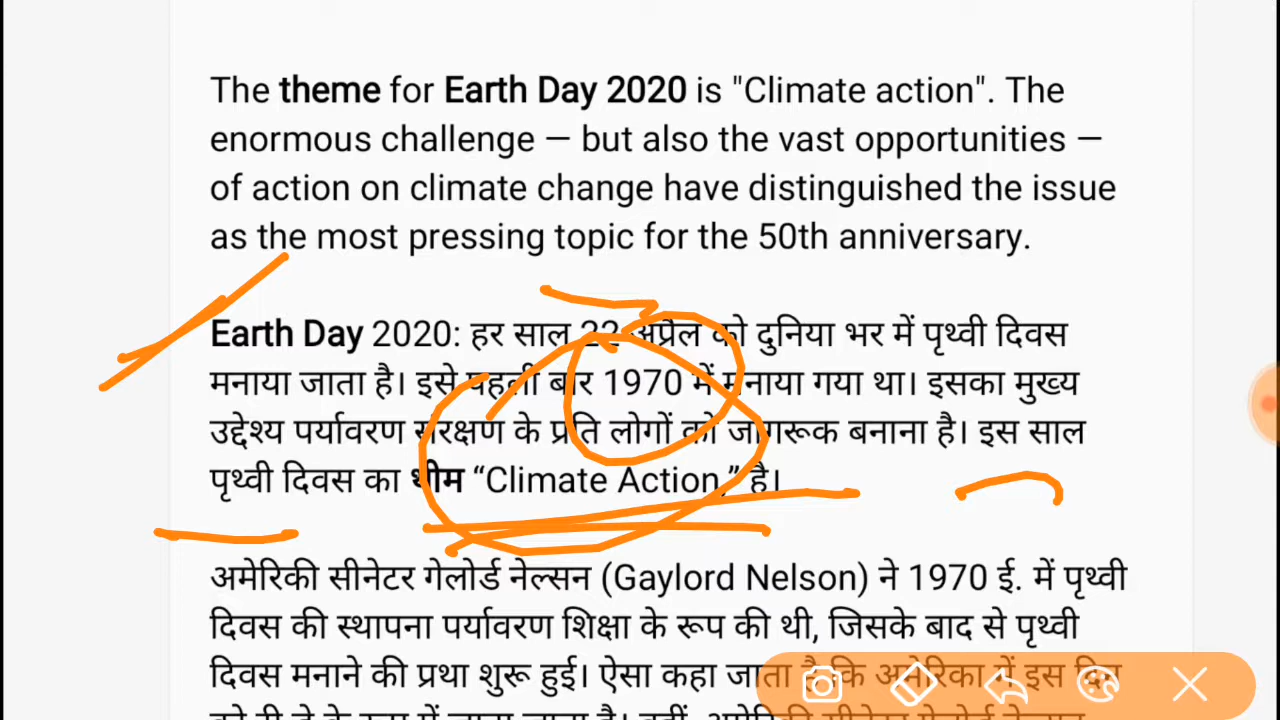 The theme for Earth Day 2020 is "Climate action". The
enormous challenge — but also the vast opportunities —
of action on climate change have distinguished the issue
as the most pressing topic for the 50th anniversary.
Earth Day 2020: हर साल 22 अप्रैल को दुनिया भर में पृथ्वी दिवस
मनाया जाता है। इसे पहली बार 1970 में मनाया गया था। इसका मुख्य
उद्देश्य पर्यावरण संरक्षण के प्रति लोगों को जागरूक बनाना है। इस साल
पृथ्वी दिवस का थीम “Climate Action,” है।
अमेरिकी सीनेटर गेलोर्ड नेल्सन (Gaylord Nelson) ने 1970 ई. में पृथ्वी
दिवस की स्थापना पर्यावरण शिक्षा के रूप की थी, जिसके बाद से पृथ्वी
दिवस मनाने की प्रथा शुरू हुई। ऐसा कहा जाता है कि अमेरिका में इस दिन